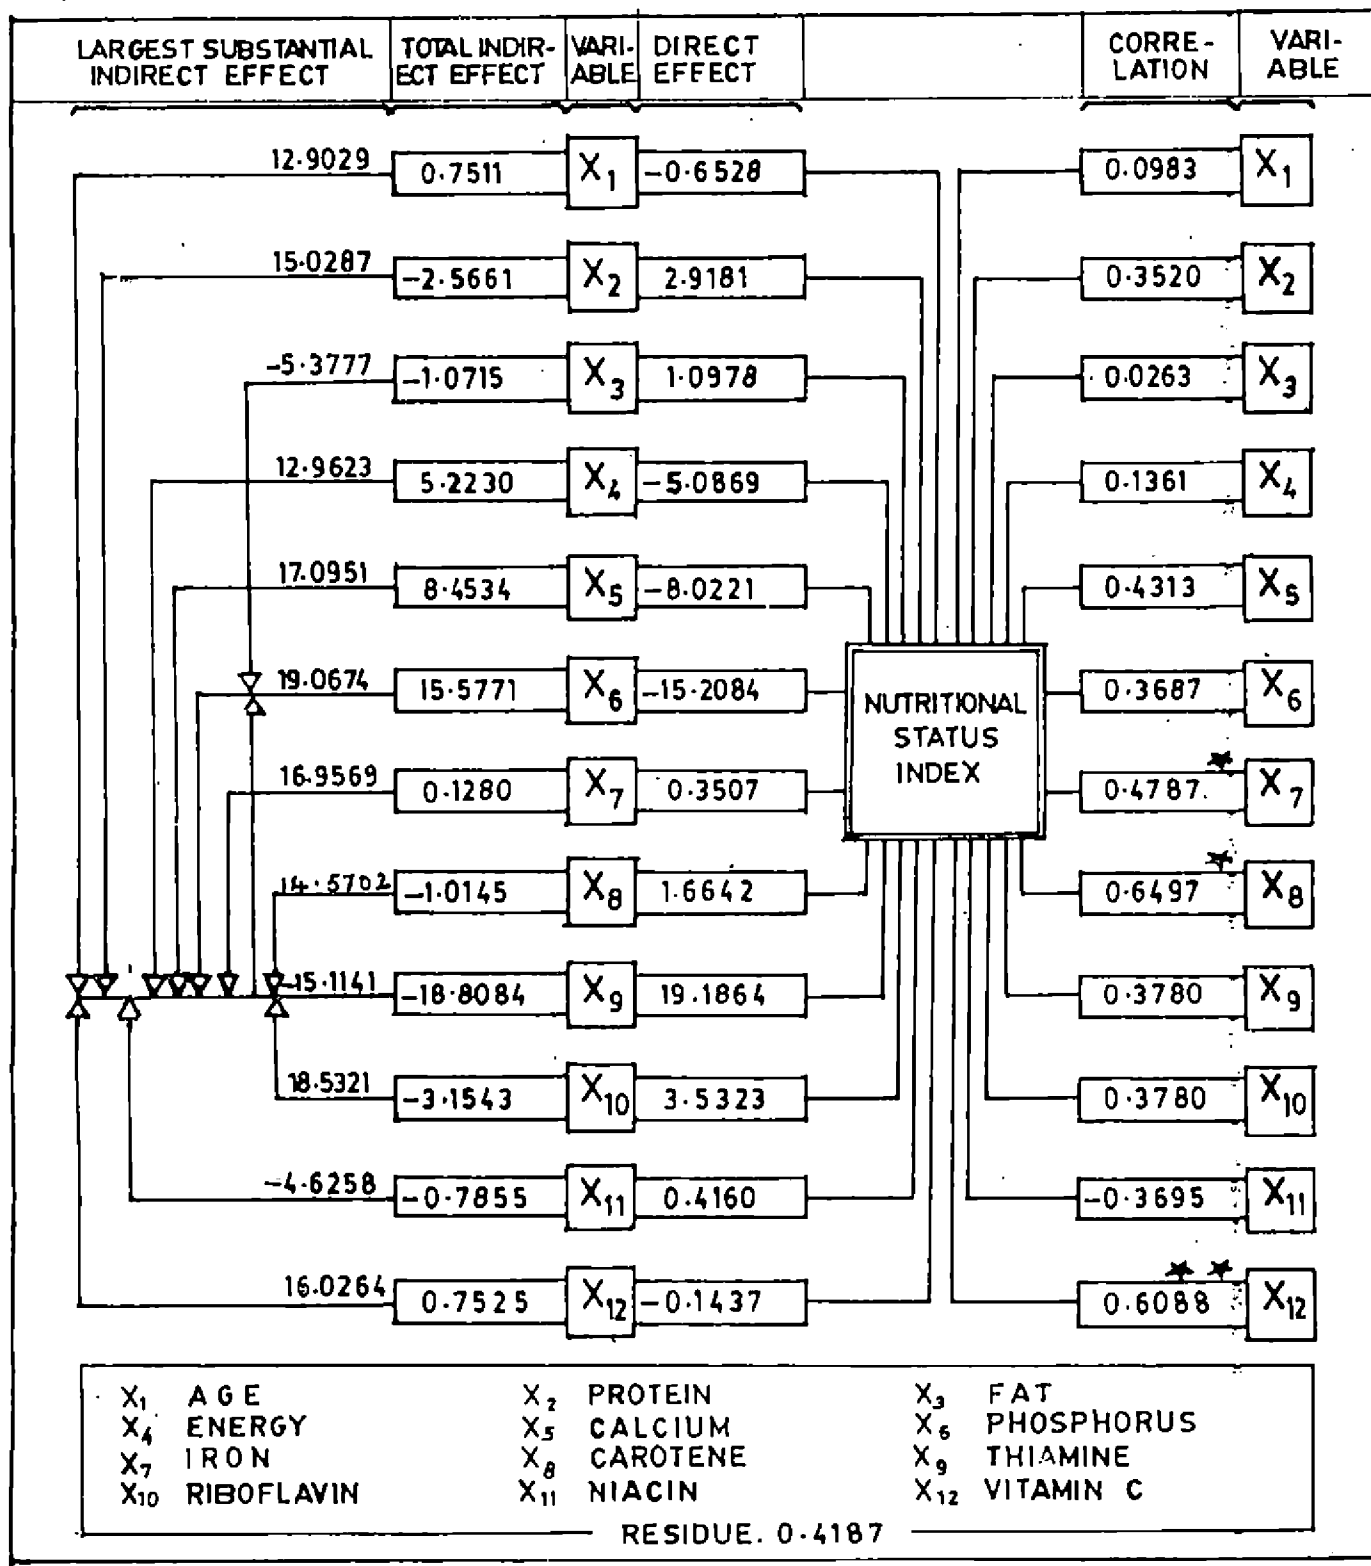 LARGEST SUBSTANTIAL INDIRECT EFFECT TOTAL INDIR-ECT EFFECT VARI-ABLE DIRECT EFFECT CORRE-LATION VARI-ABLE
12.9029 0.7511 X1 -0.6528 0.0983 X1
15.0287 -2.5661 X2 2.9181 0.3520 X2
-5.3777 -1.0715 X3 1.0978 0.0263 X3
12.9623 5.2230 X4 -5.0869 0.1361 X4
17.0951 8.4534 X5 -8.0221 0.4313 X5
19.0674 15.5771 X6 -15.2084 0.3687 X6
NUTRITIONAL
STATUS
INDEX
16.9569 0.1280 X7 0.3507 0.4787 ★ X7
14.5702 -1.0145 X8 1.6642 0.6497 ★ X8
-15.1141 -18.8084 X9 19.1864 0.3780 X9
18.5321 -3.1543 X10 3.5323 0.3780 X10
-4.6258 -0.7855 X11 0.4160 -0.3695 X11
16.0264 0.7525 X12 -0.1437 0.6088 ★★ X12
X1 AGE X2 PROTEIN X3 FAT
X4 ENERGY X5 CALCIUM X6 PHOSPHORUS
X7 IRON X8 CAROTENE X9 THIAMINE
X10 RIBOFLAVIN X11 NIACIN X12 VITAMIN C
RESIDUE. 0.4187